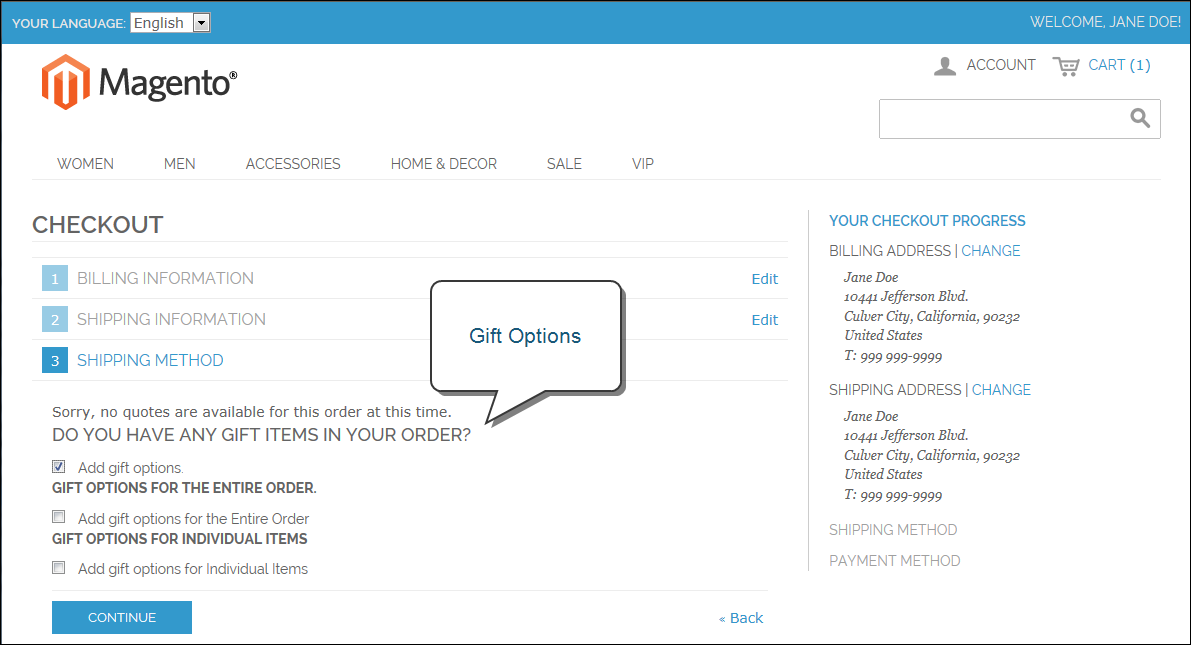 YOUR LANGUAGE: English
WELCOME, JANE DOE!
Magento®
ACCOUNT
CART (1)
WOMEN MEN ACCESSORIES HOME & DECOR SALE VIP
CHECKOUT
1 BILLING INFORMATION Edit
2 SHIPPING INFORMATION Edit
3 SHIPPING METHOD
Gift Options
Sorry, no quotes are available for this order at this time.
DO YOU HAVE ANY GIFT ITEMS IN YOUR ORDER?
Add gift options.
GIFT OPTIONS FOR THE ENTIRE ORDER.
Add gift options for the Entire Order
GIFT OPTIONS FOR INDIVIDUAL ITEMS
Add gift options for Individual Items
CONTINUE
« Back
YOUR CHECKOUT PROGRESS
BILLING ADDRESS | CHANGE
Jane Doe
10441 Jefferson Blvd.
Culver City, California, 90232
United States
T: 999 999-9999
SHIPPING ADDRESS | CHANGE
Jane Doe
10441 Jefferson Blvd.
Culver City, California, 90232
United States
T: 999 999-9999
SHIPPING METHOD
PAYMENT METHOD